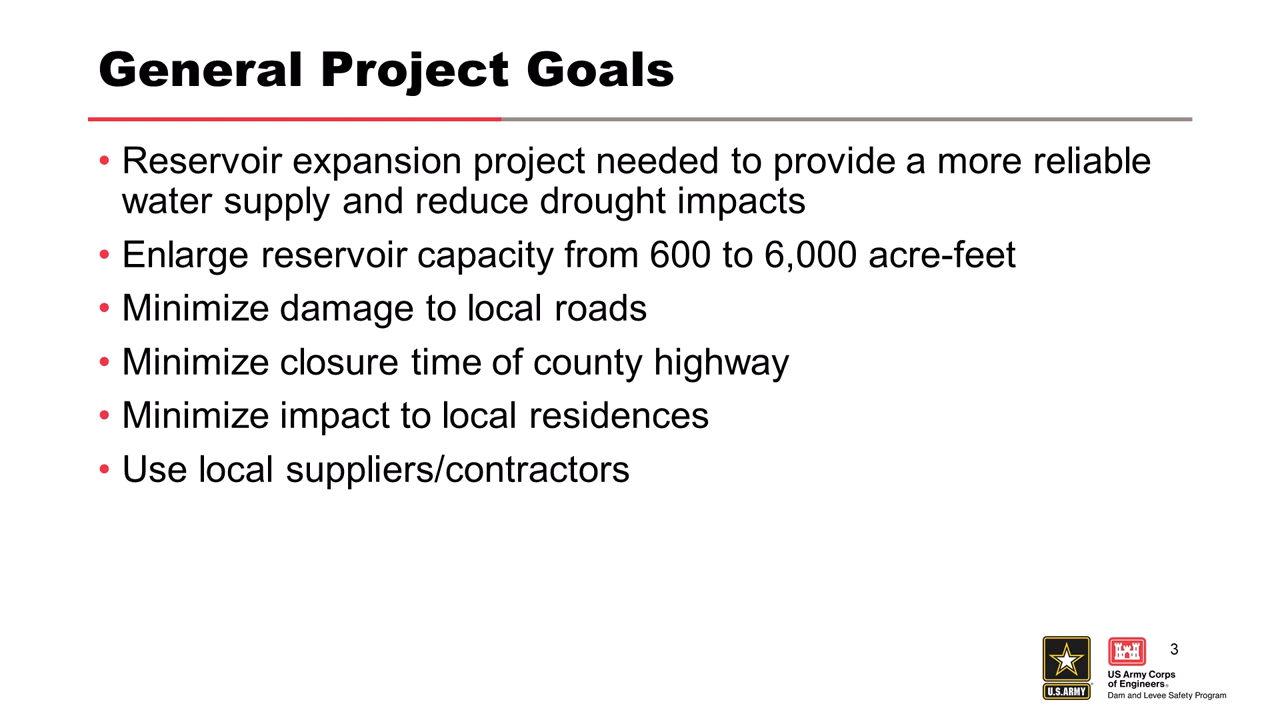 General Project Goals
• Reservoir expansion project needed to provide a more reliable
water supply and reduce drought impacts
• Enlarge reservoir capacity from 600 to 6,000 acre-feet
• Minimize damage to local roads
• Minimize closure time of county highway
• Minimize impact to local residences
• Use local suppliers/contractors
3
U.S.ARMY
US Army Corps
of Engineers®
Dam and Levee Safety Program